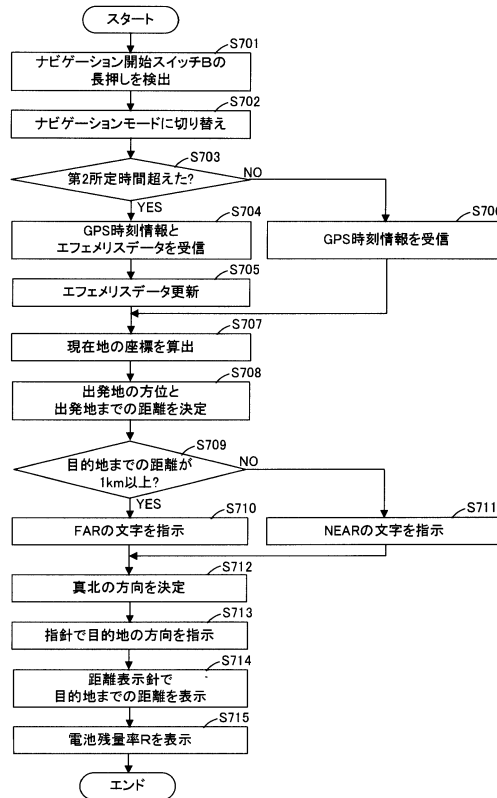 スタート
S701
ナビゲーション開始スイッチBの
長押しを検出
S702
ナビゲーションモードに切り替え
S703
第2所定時間超えた?
NO
YES
S704
GPS時刻情報と
エフェメリスデータを受信
S706
GPS時刻情報を受信
S705
エフェメリスデータ更新
S707
現在地の座標を算出
S708
出発地の方位と
出発地までの距離を決定
S709
目的地までの距離が
1km以上?
NO
YES
S710
FARの文字を指示
S711
NEARの文字を指示
S712
真北の方向を決定
S713
指針で目的地の方向を指示
S714
距離表示針で
目的地までの距離を表示
S715
電池残量率Rを表示
エンド